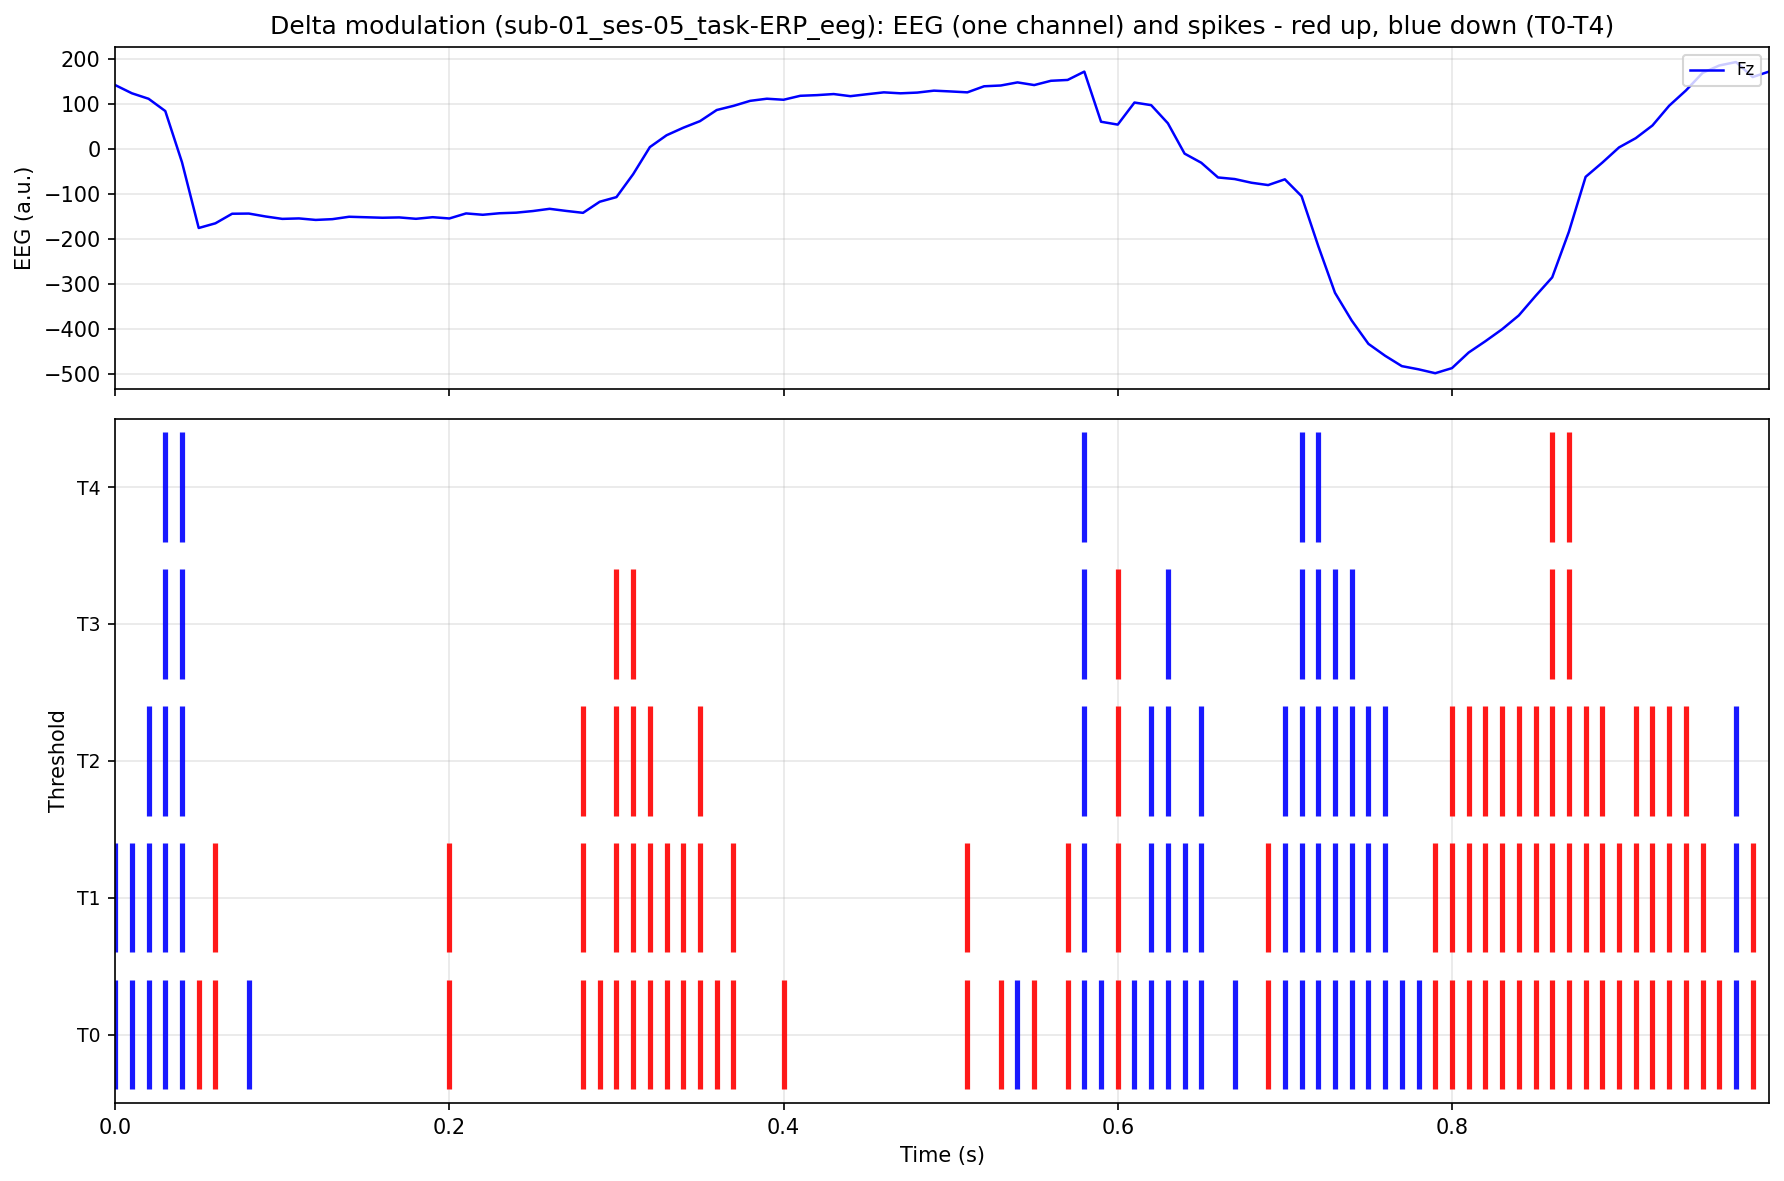 Delta modulation (sub-01_ses-05_task-ERP_eeg): EEG (one channel) and spikes - red up, blue down (T0-T4)
200
100
0
−100
−200
−300
−400
−500
EEG (a.u.)
Fz
T4
T3
T2
T1
T0
Threshold
0.0 0.2 0.4 0.6 0.8
Time (s)